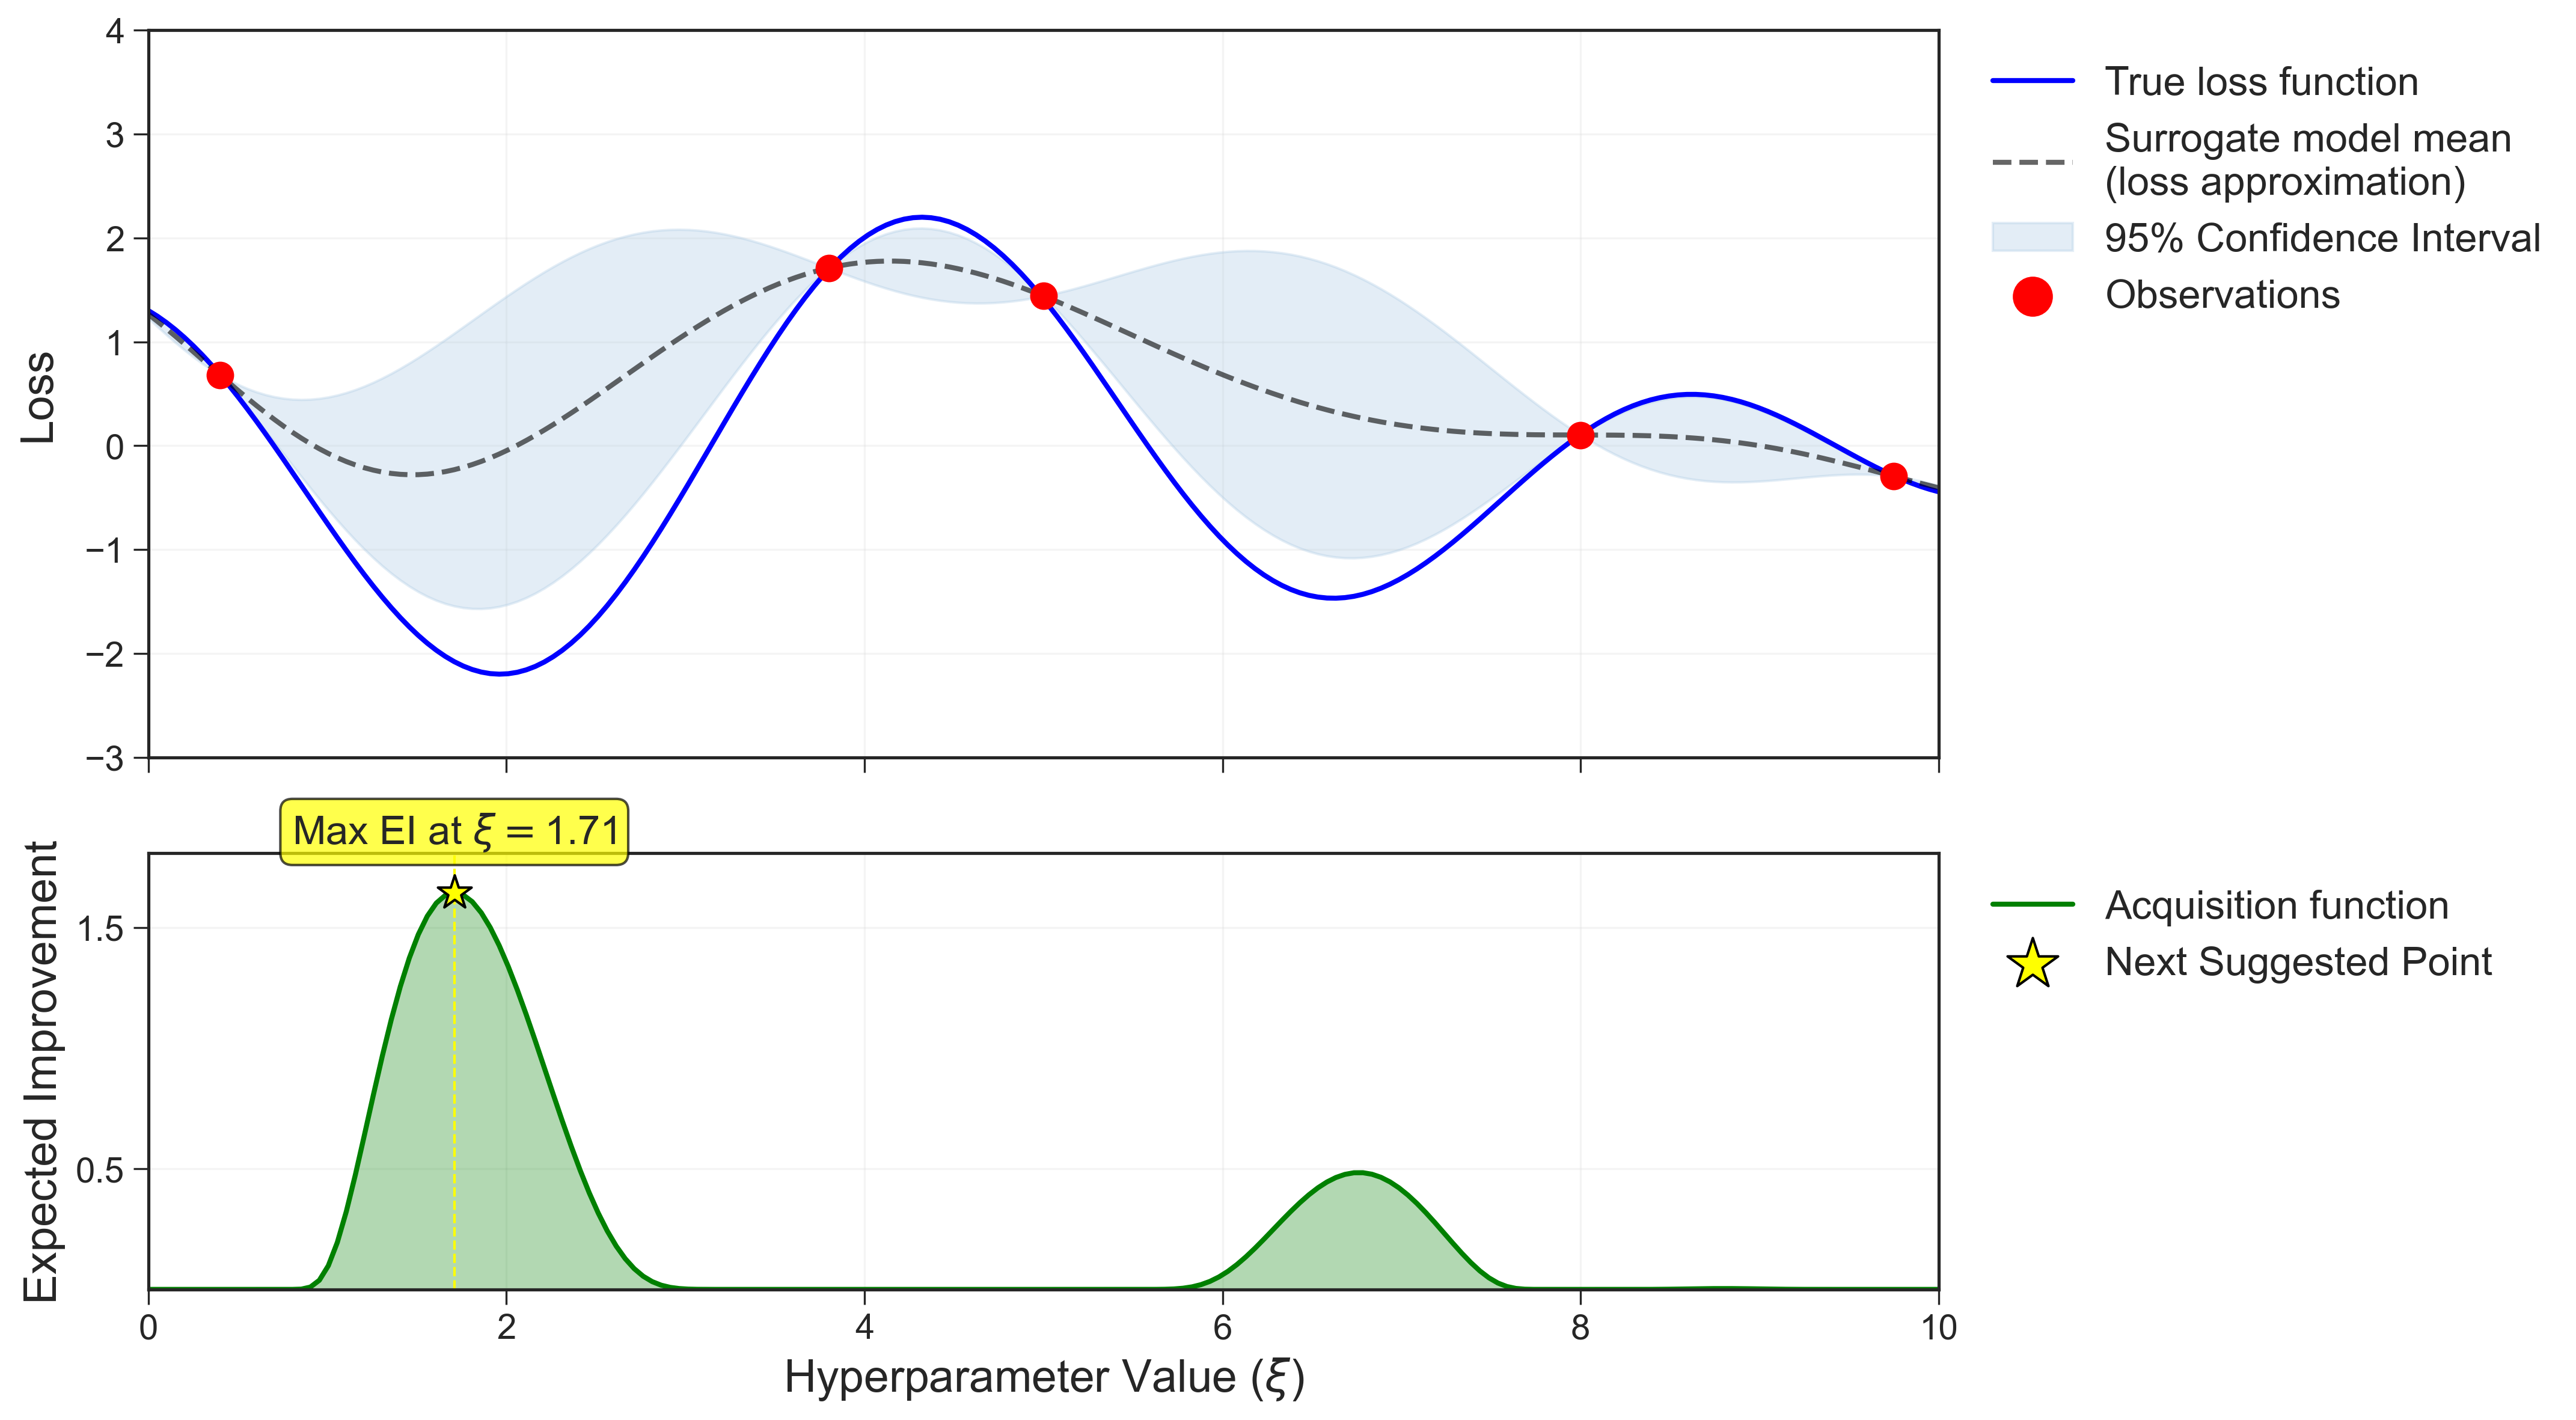 4
3
2
1
0
−1
−2
−3
Loss
True loss function
Surrogate model mean
(loss approximation)
95% Confidence Interval
Observations
Max EI at ξ = 1.71
1.5
0.5
Expected Improvement
Acquisition function
Next Suggested Point
0 2 4 6 8 10
Hyperparameter Value (ξ)